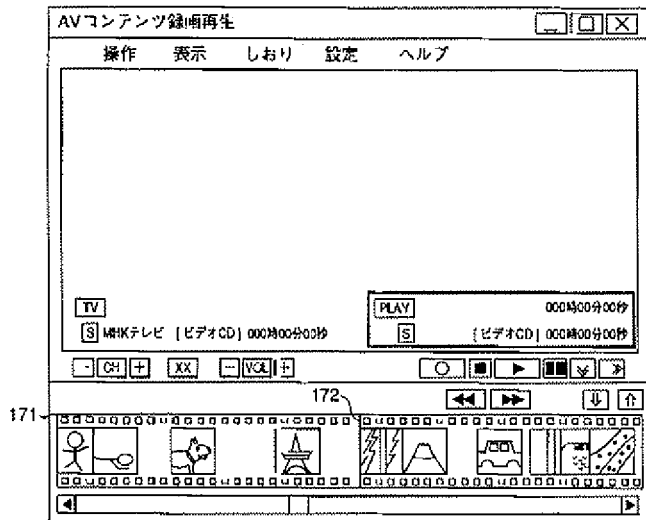 AVコンテンツ録画再生
操作 表示 しおり 設定 ヘルプ
TV
S MHKテレビ [ビデオCD] 000時00分00秒
PLAY 000時00分00秒
S [ビデオCD] 000時00分00秒
- CH + XX - VOL +
171
172